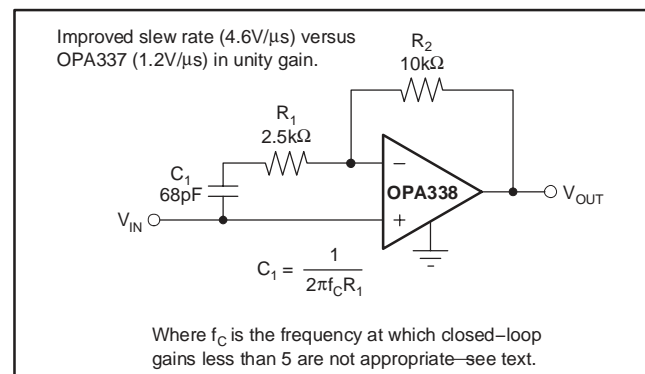 Improved slew rate (4.6V/μs) versus
OPA337 (1.2V/μs) in unity gain.
R2
10kΩ
R1
2.5kΩ
C1
68pF
−
OPA338
+
VIN
VOUT
C1 = 1 / 2πfCR1
Where fC is the frequency at which closed−loop
gains less than 5 are not appropriate—see text.